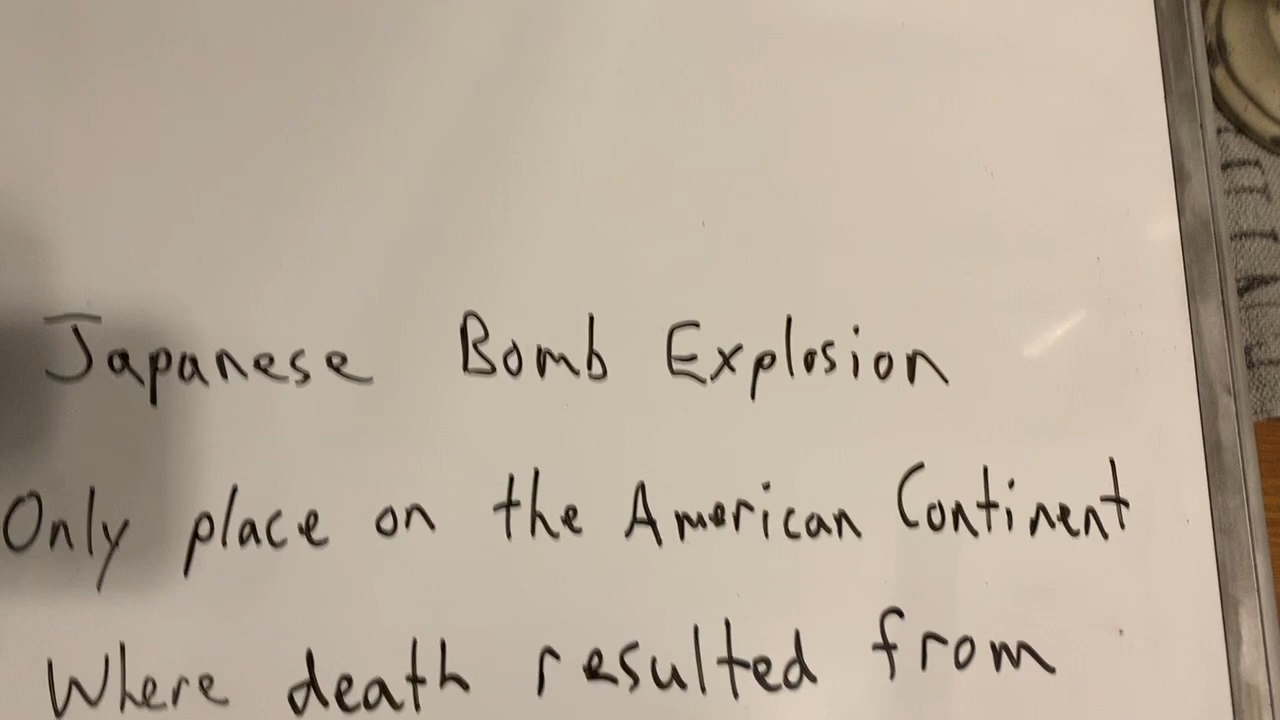 Japanese Bomb Explosion
Only place on the American Continent
Where death resulted from